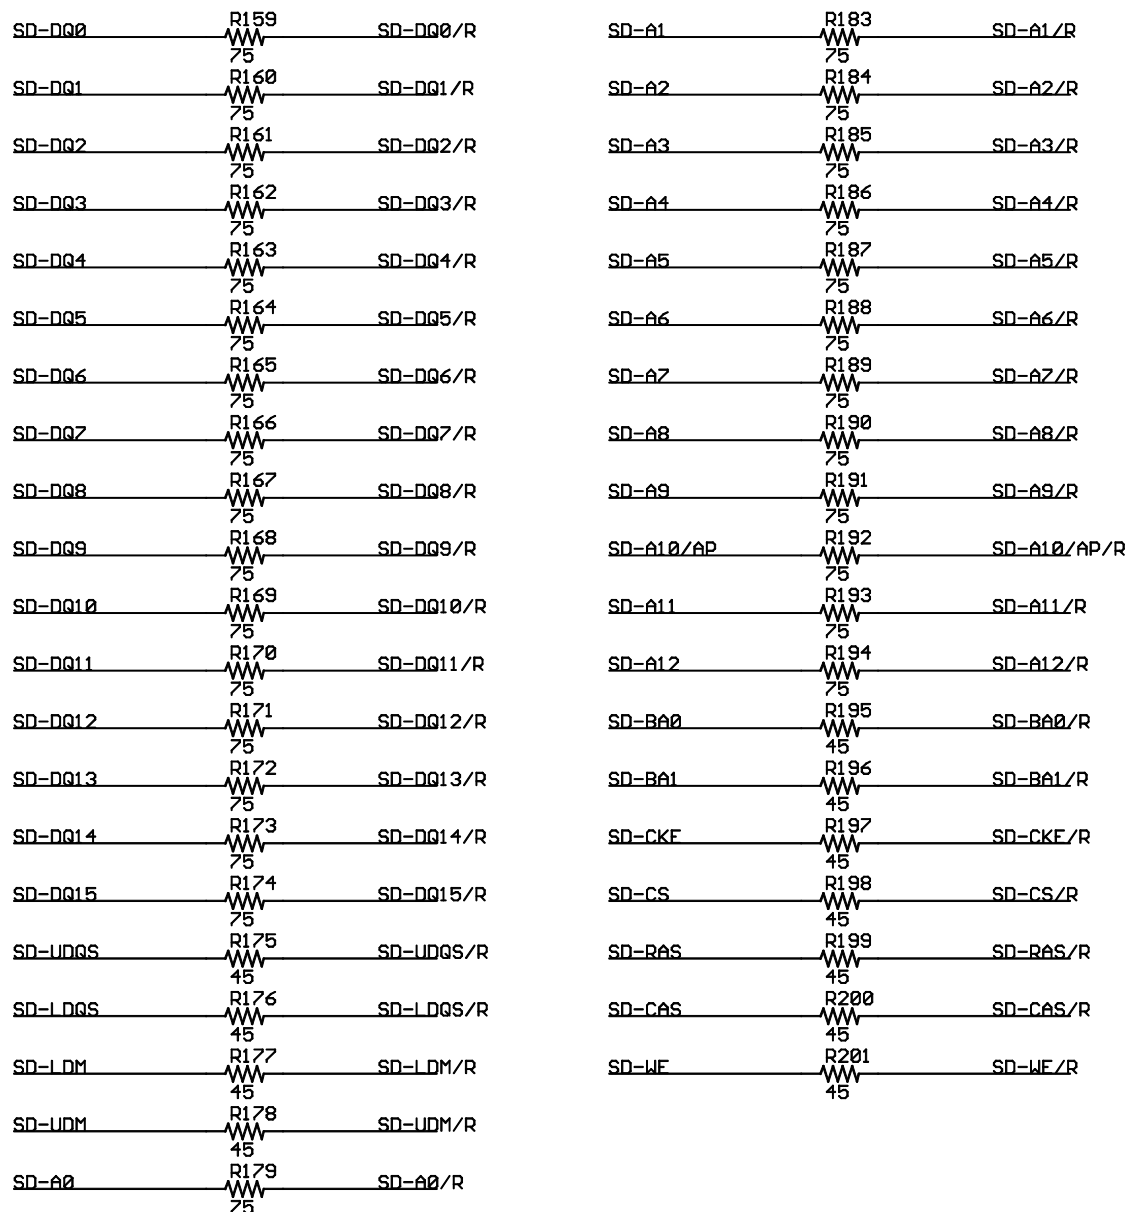 R159
SD-DQ0 SD-DQ0/R
75
R160
SD-DQ1 SD-DQ1/R
75
R161
SD-DQ2 SD-DQ2/R
75
R162
SD-DQ3 SD-DQ3/R
75
R163
SD-DQ4 SD-DQ4/R
75
R164
SD-DQ5 SD-DQ5/R
75
R165
SD-DQ6 SD-DQ6/R
75
R166
SD-DQ7 SD-DQ7/R
75
R167
SD-DQ8 SD-DQ8/R
75
R168
SD-DQ9 SD-DQ9/R
75
R169
SD-DQ10 SD-DQ10/R
75
R170
SD-DQ11 SD-DQ11/R
75
R171
SD-DQ12 SD-DQ12/R
75
R172
SD-DQ13 SD-DQ13/R
75
R173
SD-DQ14 SD-DQ14/R
75
R174
SD-DQ15 SD-DQ15/R
75
R175
SD-UDQS SD-UDQS/R
45
R176
SD-LDQS SD-LDQS/R
45
R177
SD-LDM SD-LDM/R
45
R178
SD-UDM SD-UDM/R
45
R179
SD-A0 SD-A0/R
75
R183
SD-A1 SD-A1/R
75
R184
SD-A2 SD-A2/R
75
R185
SD-A3 SD-A3/R
75
R186
SD-A4 SD-A4/R
75
R187
SD-A5 SD-A5/R
75
R188
SD-A6 SD-A6/R
75
R189
SD-A7 SD-A7/R
75
R190
SD-A8 SD-A8/R
75
R191
SD-A9 SD-A9/R
75
R192
SD-A10/AP SD-A10/AP/R
75
R193
SD-A11 SD-A11/R
75
R194
SD-A12 SD-A12/R
75
R195
SD-BA0 SD-BA0/R
45
R196
SD-BA1 SD-BA1/R
45
R197
SD-CKE SD-CKE/R
45
R198
SD-CS SD-CS/R
45
R199
SD-RAS SD-RAS/R
45
R200
SD-CAS SD-CAS/R
45
R201
SD-WE SD-WE/R
45